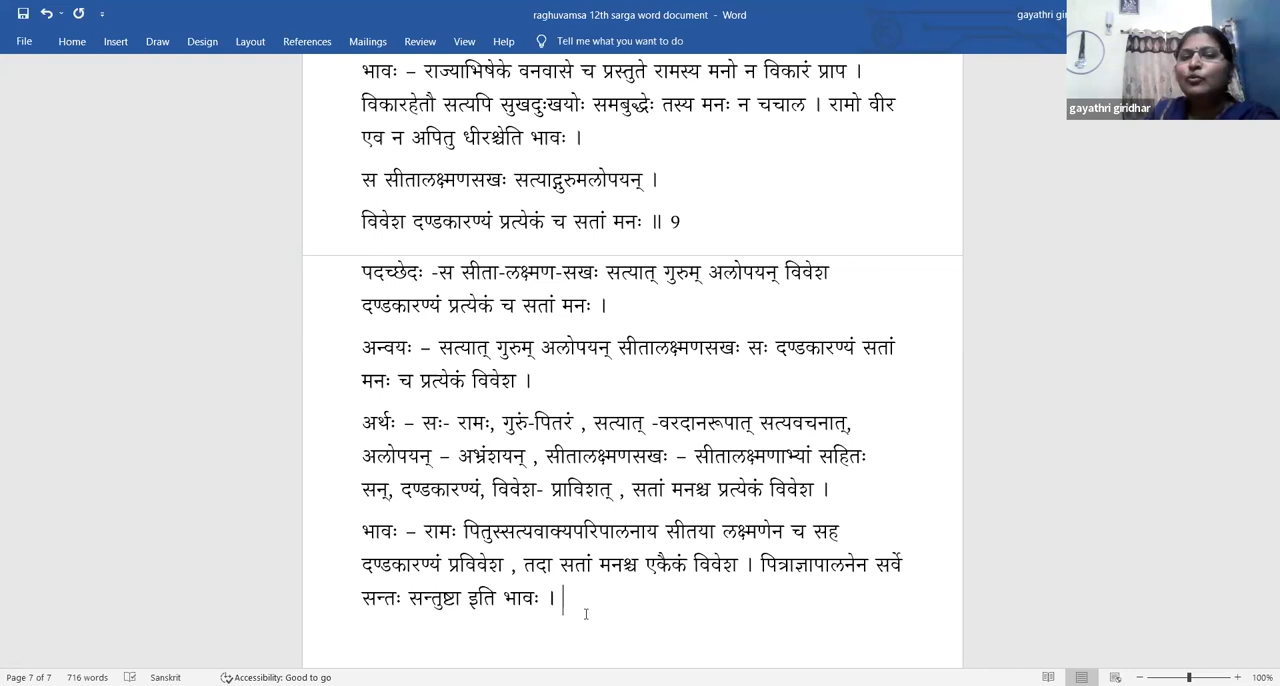 raghuvamsa 12th sarga word document - Word
gayathri gi
File Home Insert Draw Design Layout References Mailings Review View Help Tell me what you want to do
gayathri giridhar
भावः – राज्याभिषेके वनवासे च प्रस्तुते रामस्य मनो न विकारं प्राप ।
विकारहेतौ सत्यपि सुखदुःखयोः समबुद्धेः तस्य मनः न चचाल । रामो वीर
एव न अपितु धीरश्चेति भावः ।
स सीतालक्ष्मणसखः सत्याद्गुरुमलोपयन् ।
विवेश दण्डकारण्यं प्रत्येकं च सतां मनः ॥ 9
पदच्छेदः -स सीता-लक्ष्मण-सखः सत्यात् गुरुम् अलोपयन् विवेश
दण्डकारण्यं प्रत्येकं च सतां मनः ।
अन्वयः – सत्यात् गुरुम् अलोपयन् सीतालक्ष्मणसखः सः दण्डकारण्यं सतां
मनः च प्रत्येकं विवेश ।
अर्थः – सः- रामः, गुरुं-पितरं , सत्यात् -वरदानरूपात् सत्यवचनात्,
अलोपयन् – अभ्रंशयन् , सीतालक्ष्मणसखः – सीतालक्ष्मणाभ्यां सहितः
सन्, दण्डकारण्यं, विवेश- प्राविशत् , सतां मनश्च प्रत्येकं विवेश ।
भावः – रामः पितुस्सत्यवाक्यपरिपालनाय सीतया लक्ष्मणेन च सह
दण्डकारण्यं प्रविवेश , तदा सतां मनश्च एकैकं विवेश । पित्राज्ञापालनेन सर्वे
सन्तः सन्तुष्टा इति भावः ।
Page 7 of 7 716 words Sanskrit Accessibility: Good to go 100%